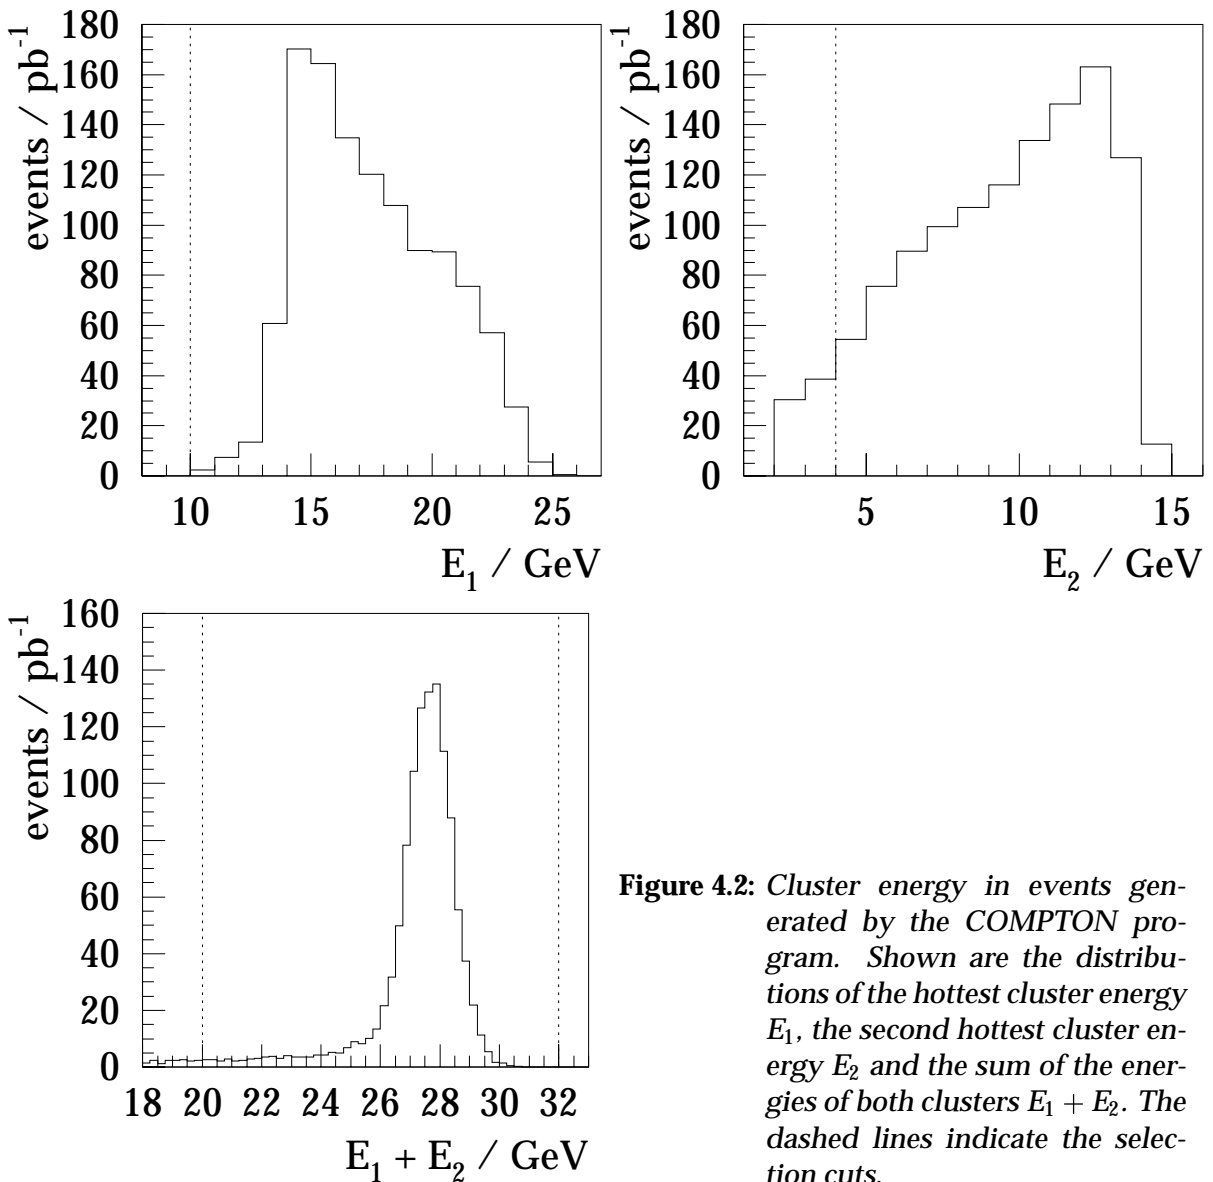 180
160
140
120
100
80
60
40
20
0
events / pb⁻¹
10 15 20 25
E₁ / GeV
180
160
140
120
100
80
60
40
20
0
events / pb⁻¹
5 10 15
E₂ / GeV
160
140
120
100
80
60
40
20
0
events / pb⁻¹
18 20 22 24 26 28 30 32
E₁ + E₂ / GeV
Figure 4.2: Cluster energy in events gen-
erated by the COMPTON pro-
gram. Shown are the distribu-
tions of the hottest cluster energy
E₁, the second hottest cluster en-
ergy E₂ and the sum of the ener-
gies of both clusters E₁ + E₂. The
dashed lines indicate the selec-
tion cuts.